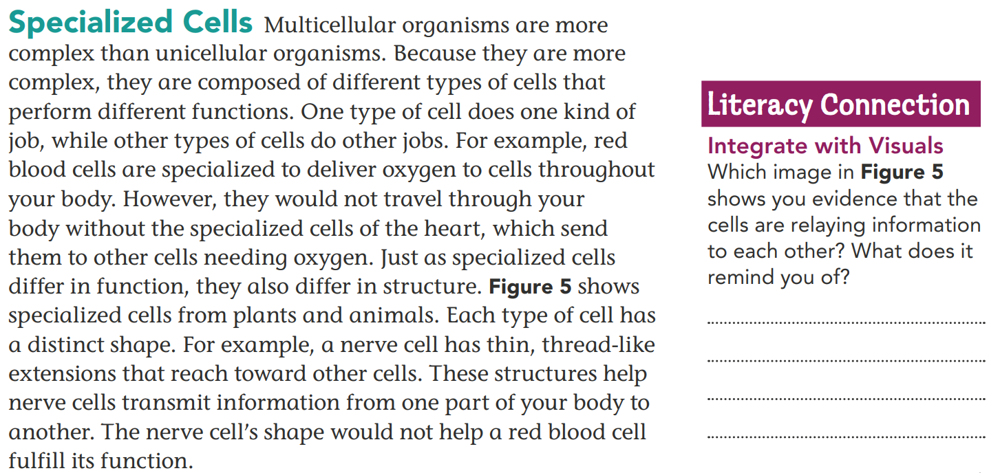 Specialized Cells Multicellular organisms are more
complex than unicellular organisms. Because they are more
complex, they are composed of different types of cells that
perform different functions. One type of cell does one kind of
job, while other types of cells do other jobs. For example, red
blood cells are specialized to deliver oxygen to cells throughout
your body. However, they would not travel through your
body without the specialized cells of the heart, which send
them to other cells needing oxygen. Just as specialized cells
differ in function, they also differ in structure. Figure 5 shows
specialized cells from plants and animals. Each type of cell has
a distinct shape. For example, a nerve cell has thin, thread-like
extensions that reach toward other cells. These structures help
nerve cells transmit information from one part of your body to
another. The nerve cell’s shape would not help a red blood cell
fulfill its function.
Literacy Connection
Integrate with Visuals
Which image in Figure 5
shows you evidence that the
cells are relaying information
to each other? What does it
remind you of?